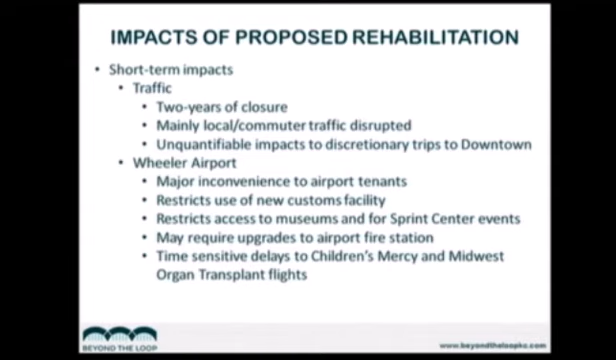 IMPACTS OF PROPOSED REHABILITATION
• Short-term impacts
• Traffic
• Two-years of closure
• Mainly local/commuter traffic disrupted
• Unquantifiable impacts to discretionary trips to Downtown
• Wheeler Airport
• Major inconvenience to airport tenants
• Restricts use of new customs facility
• Restricts access to museums and for Sprint Center events
• May require upgrades to airport fire station
• Time sensitive delays to Children's Mercy and Midwest
Organ Transplant flights
BEYOND THE LOOP
www.beyondtheloopkc.com